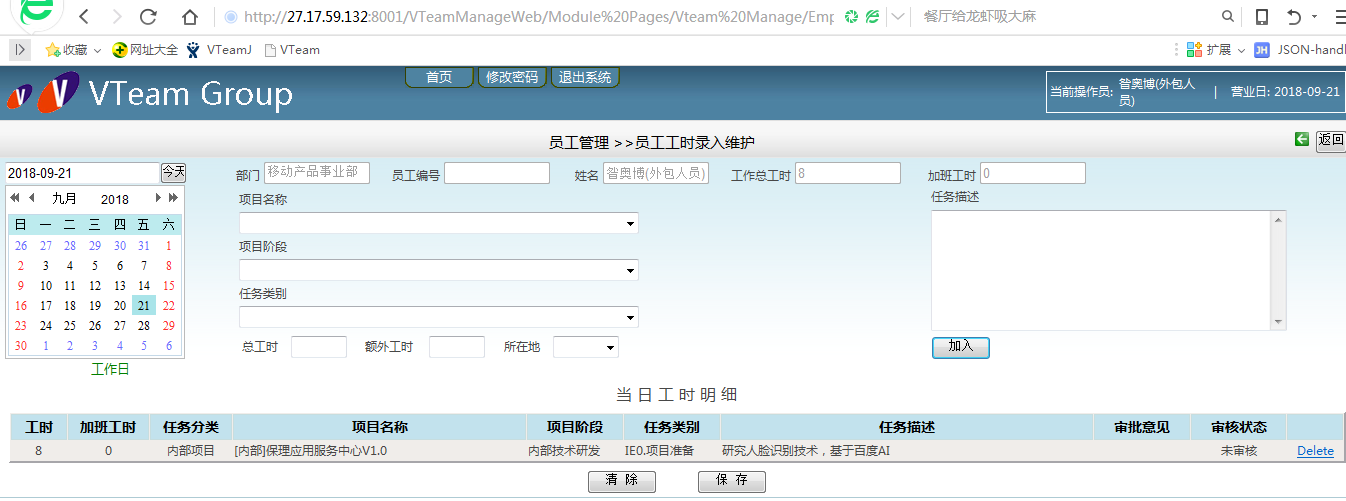 http://27.17.59.132:8001/VTeamManageWeb/Module%20Pages/Vteam%20Manage/Emp 餐厅给龙虾吸大麻
收藏 网址大全 VTeamJ VTeam 扩展 JH JSON-handl
VTeam Group
首页 修改密码 退出系统
当前操作员: 昝奥博(外包人员) | 营业日: 2018-09-21
员工管理 >>员工工时录入维护
返回
2018-09-21 今天
九月 2018
日 一 二 三 四 五 六
26 27 28 29 30 31 1
2 3 4 5 6 7 8
9 10 11 12 13 14 15
16 17 18 19 20 21 22
23 24 25 26 27 28 29
30 1 2 3 4 5 6
工作日
部门 移动产品事业部 员工编号 姓名 昝奥博(外包人员) 工作总工时 8 加班工时 0
项目名称
任务描述
项目阶段
任务类别
总工时 额外工时 所在地
加入
当日工时明细
工时 加班工时 任务分类 项目名称 项目阶段 任务类别 任务描述 审批意见 审核状态
8 0 内部项目 [内部]保理应用服务中心V1.0 内部技术研发 IE0.项目准备 研究人脸识别技术，基于百度AI 未审核 Delete
清 除 保 存